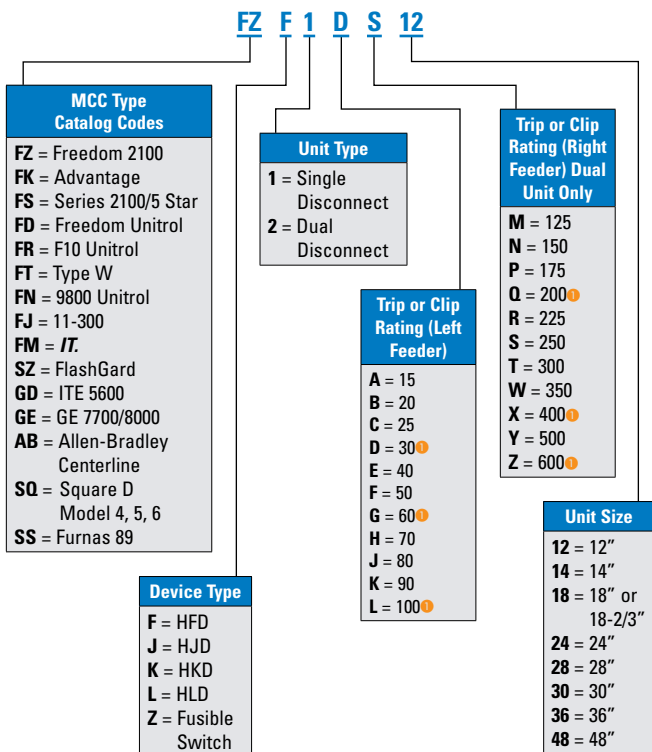 FZ F 1 D S 12
MCC Type
Catalog Codes
FZ = Freedom 2100
FK = Advantage
FS = Series 2100/5 Star
FD = Freedom Unitrol
FR = F10 Unitrol
FT = Type W
FN = 9800 Unitrol
FJ = 11-300
FM = IT.
SZ = FlashGard
GD = ITE 5600
GE = GE 7700/8000
AB = Allen-Bradley
Centerline
SQ = Square D
Model 4, 5, 6
SS = Furnas 89
Device Type
F = HFD
J = HJD
K = HKD
L = HLD
Z = Fusible
Switch
Unit Type
1 = Single
Disconnect
2 = Dual
Disconnect
Trip or Clip
Rating (Left
Feeder)
A = 15
B = 20
C = 25
D = 30①
E = 40
F = 50
G = 60①
H = 70
J = 80
K = 90
L = 100①
Trip or Clip
Rating (Right
Feeder) Dual
Unit Only
M = 125
N = 150
P = 175
Q = 200①
R = 225
S = 250
T = 300
W = 350
X = 400①
Y = 500
Z = 600①
Unit Size
12 = 12″
14 = 14″
18 = 18″ or
18-2/3″
24 = 24″
28 = 28″
30 = 30″
36 = 36″
48 = 48″